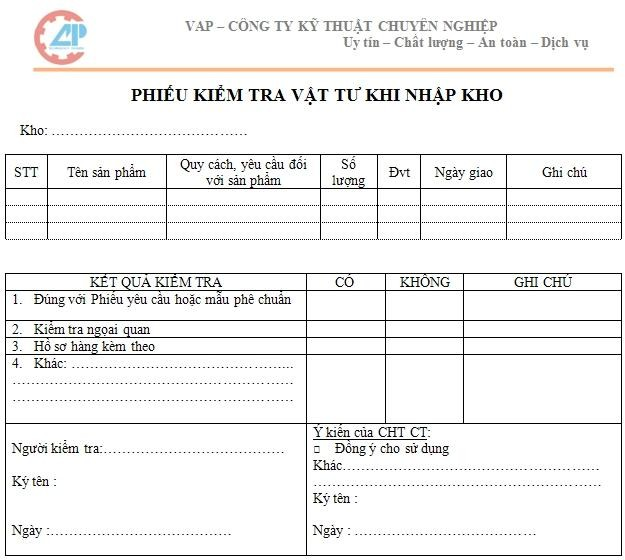 VAP
VAP – CÔNG TY KỸ THUẬT CHUYÊN NGHIỆP
Uy tín – Chất lượng – An toàn – Dịch vụ
PHIẾU KIỂM TRA VẬT TƯ KHI NHẬP KHO
Kho: ……………………………………
STT Tên sản phẩm Quy cách, yêu cầu đối với sản phẩm Số lượng Đvt Ngày giao Ghi chú
KẾT QUẢ KIỂM TRA CÓ KHÔNG GHI CHÚ
1. Đúng với Phiếu yêu cầu hoặc mẫu phê chuẩn
2. Kiểm tra ngoại quan
3. Hồ sơ hàng kèm theo
4. Khác: ……………………………………..
………………………………………………
………………………………………………
Người kiểm tra:…………………………………
Ký tên :
Ngày :…………………………………
Ý kiến của CHT CT:
□ Đồng ý cho sử dụng
Khác………………………………………………
………………………………………………………
Ký tên :
Ngày : ………………………………………